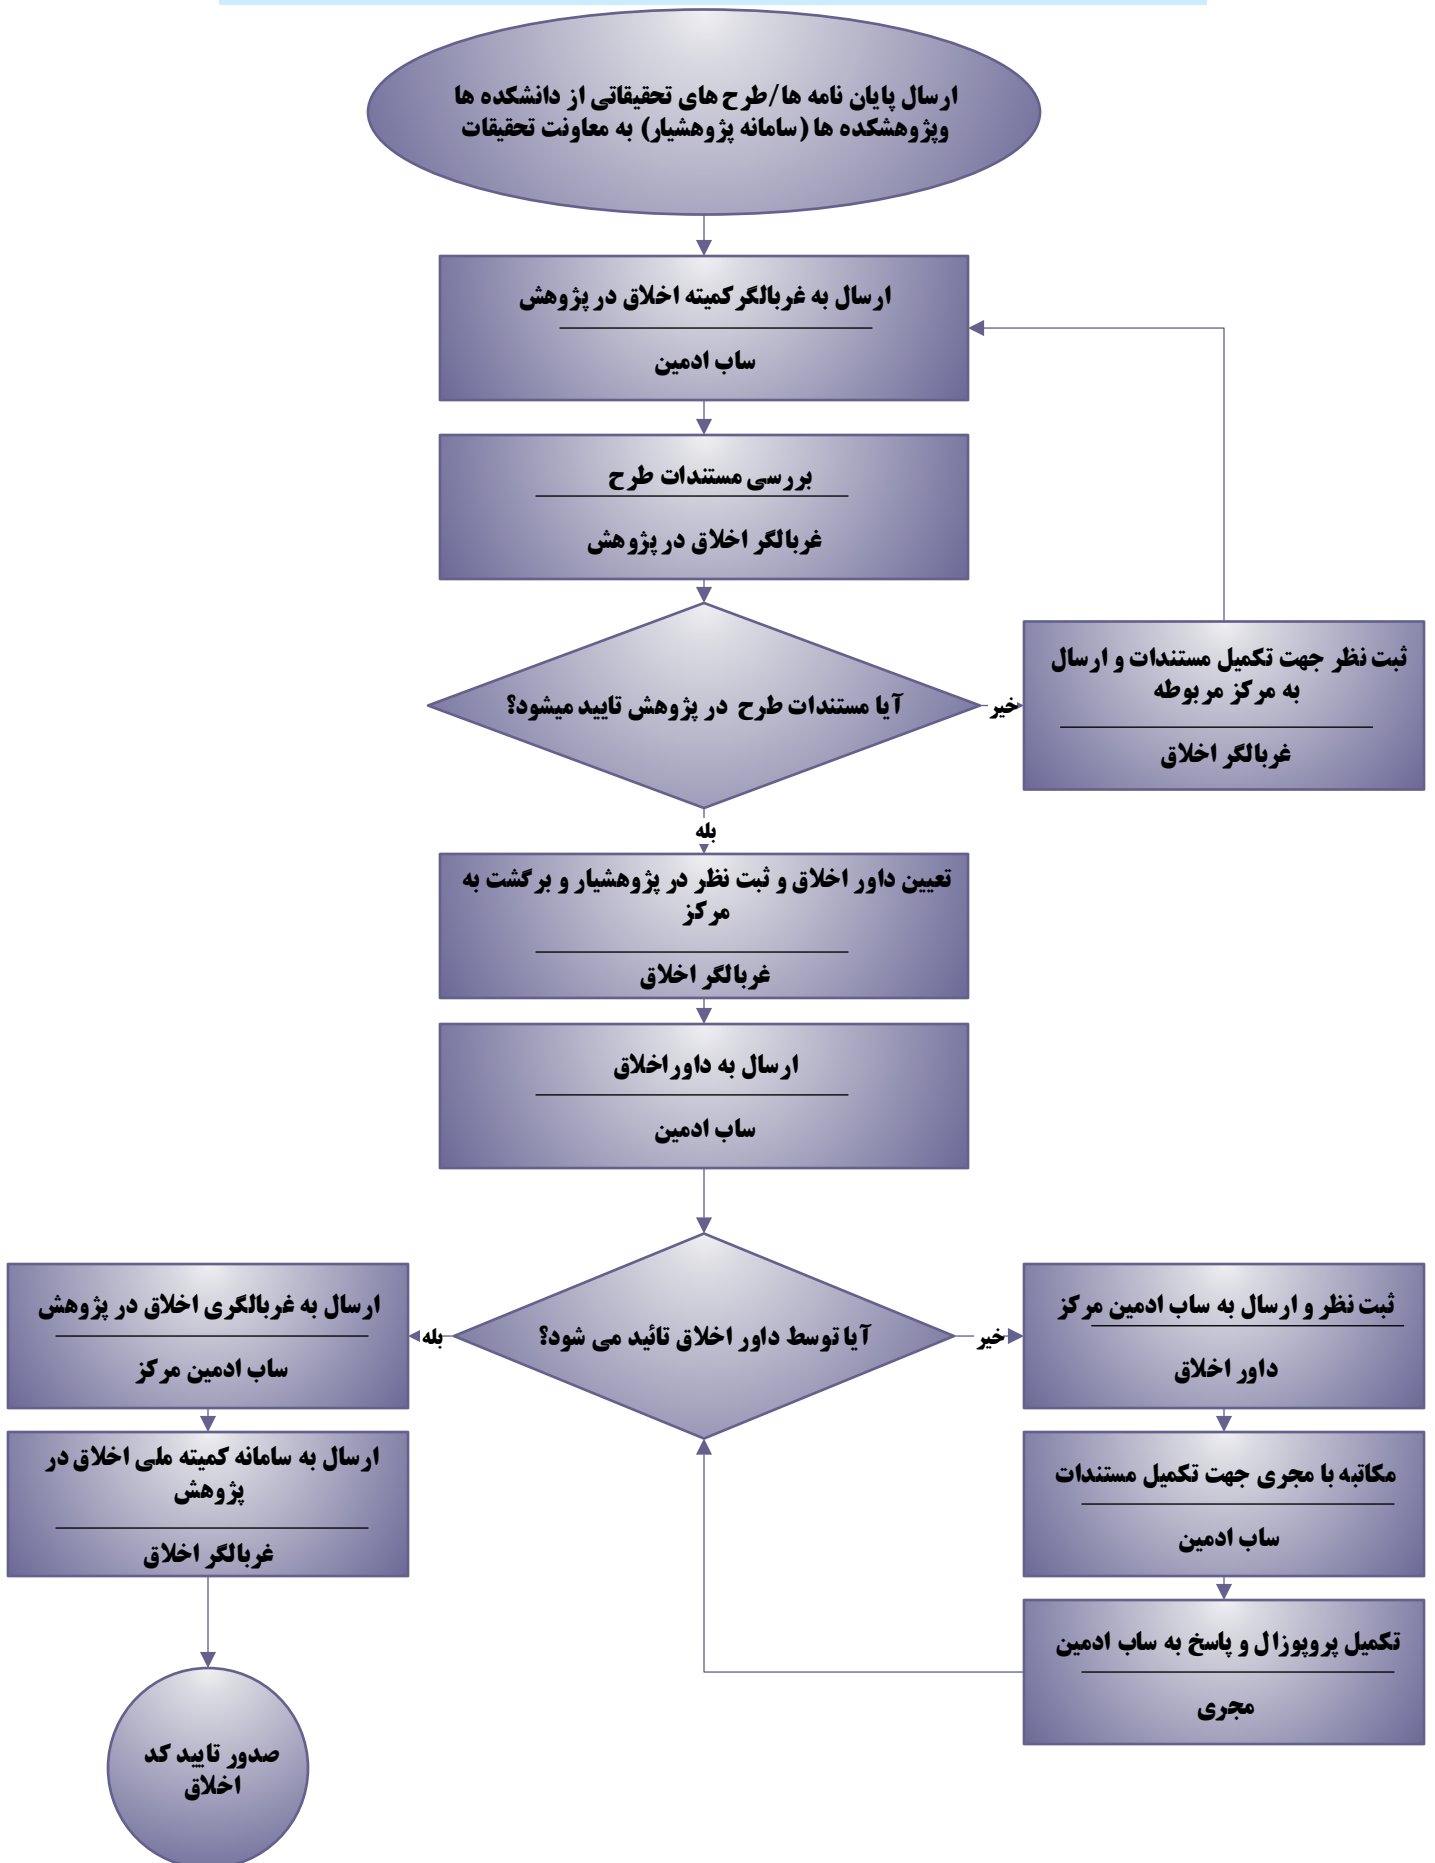 ارسال پایان نامه ها/طرح های تحقیقاتی از دانشکده ها
وپژوهشکده ها (سامانه پژوهشیار) به معاونت تحقیقات
ارسال به غربالگرکمیته اخلاق در پژوهش
ساب ادمین
بررسی مستندات طرح
غربالگر اخلاق در پژوهش
آیا مستندات طرح در پژوهش تایید میشود؟
خیر
ثبت نظر جهت تکمیل مستندات و ارسال
به مرکز مربوطه
غربالگر اخلاق
بله
تعیین داور اخلاق و ثبت نظر در پژوهشیار و برگشت به
مرکز
غربالگر اخلاق
ارسال به داوراخلاق
ساب ادمین
آیا توسط داور اخلاق تائید می شود؟
خیر
ثبت نظر و ارسال به ساب ادمین مرکز
داور اخلاق
مکاتبه با مجری جهت تکمیل مستندات
ساب ادمین
تکمیل پروپوزال و پاسخ به ساب ادمین
مجری
بله
ارسال به غربالگری اخلاق در پژوهش
ساب ادمین مرکز
ارسال به سامانه کمیته ملی اخلاق در
پژوهش
غربالگر اخلاق
صدور تایید کد
اخلاق